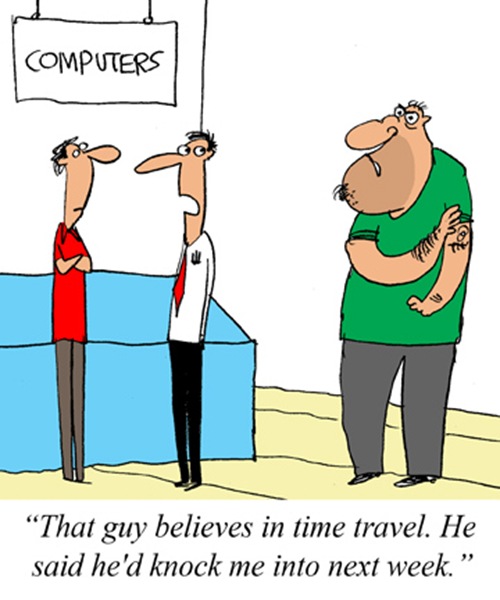 COMPUTERS
“That guy believes in time travel. He
said he'd knock me into next week.”